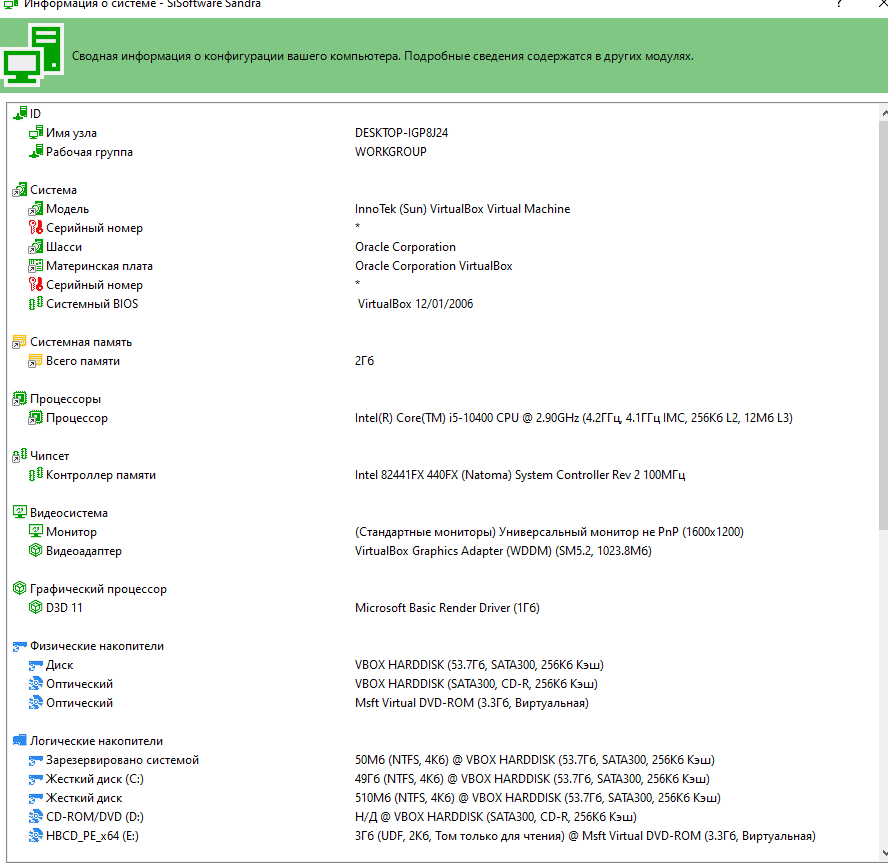 Информация о системе - SiSoftware Sandra ? X
Сводная информация о конфигурации вашего компьютера. Подробные сведения содержатся в других модулях.
ID
Имя узла DESKTOP-IGP8J24
Рабочая группа WORKGROUP
Система
Модель InnoTek (Sun) VirtualBox Virtual Machine
Серийный номер *
Шасси Oracle Corporation
Материнская плата Oracle Corporation VirtualBox
Серийный номер *
Системный BIOS VirtualBox 12/01/2006
Системная память
Всего памяти 2Гб
Процессоры
Процессор Intel(R) Core(TM) i5-10400 CPU @ 2.90GHz (4.2ГГц, 4.1ГГц IMC, 256Кб L2, 12Мб L3)
Чипсет
Контроллер памяти Intel 82441FX 440FX (Natoma) System Controller Rev 2 100МГц
Видеосистема
Монитор (Стандартные мониторы) Универсальный монитор не PnP (1600x1200)
Видеоадаптер VirtualBox Graphics Adapter (WDDM) (SM5.2, 1023.8Мб)
Графический процессор
D3D 11 Microsoft Basic Render Driver (1Гб)
Физические накопители
Диск VBOX HARDDISK (53.7Гб, SATA300, 256Кб Кэш)
Оптический VBOX HARDDISK (SATA300, CD-R, 256Кб Кэш)
Оптический Msft Virtual DVD-ROM (3.3Гб, Виртуальная)
Логические накопители
Зарезервировано системой 50Мб (NTFS, 4Кб) @ VBOX HARDDISK (53.7Гб, SATA300, 256Кб Кэш)
Жесткий диск (C:) 49Гб (NTFS, 4Кб) @ VBOX HARDDISK (53.7Гб, SATA300, 256Кб Кэш)
Жесткий диск 510Мб (NTFS, 4Кб) @ VBOX HARDDISK (53.7Гб, SATA300, 256Кб Кэш)
CD-ROM/DVD (D:) Н/Д @ VBOX HARDDISK (SATA300, CD-R, 256Кб Кэш)
HBCD_PE_x64 (E:) 3Гб (UDF, 2Кб, Том только для чтения) @ Msft Virtual DVD-ROM (3.3Гб, Виртуальная)